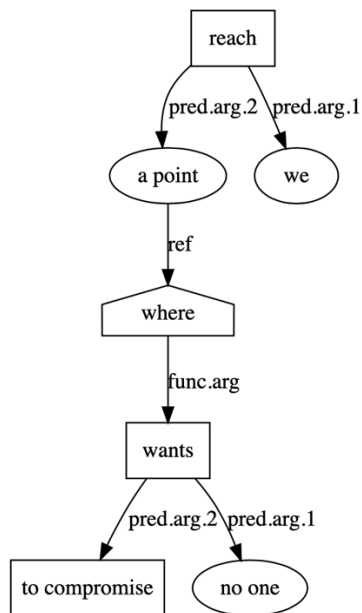 reach
pred.arg.2 pred.arg.1
a point we
ref
where
func.arg
wants
pred.arg.2 pred.arg.1
to compromise no one